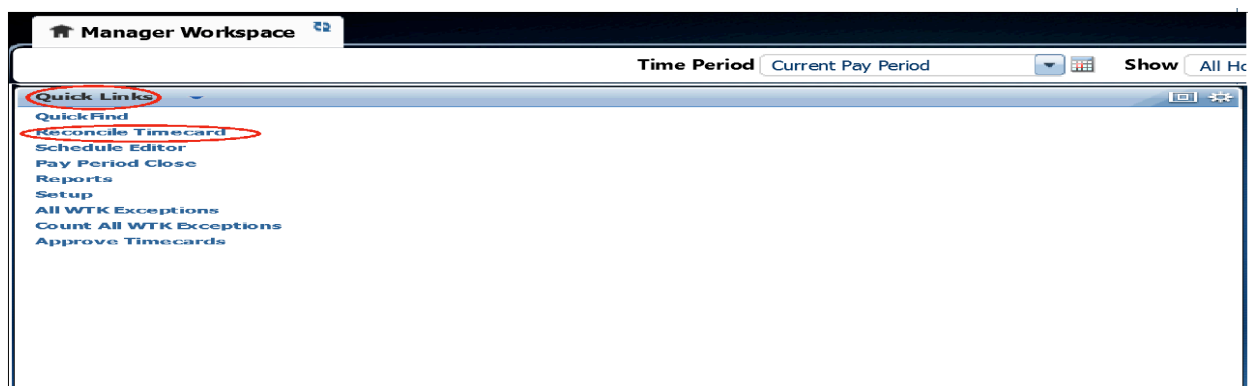 Manager Workspace
Time Period Current Pay Period Show All Ho
Quick Links
QuickFind
Reconcile Timecard
Schedule Editor
Pay Period Close
Reports
Setup
All WTK Exceptions
Count All WTK Exceptions
Approve Timecards